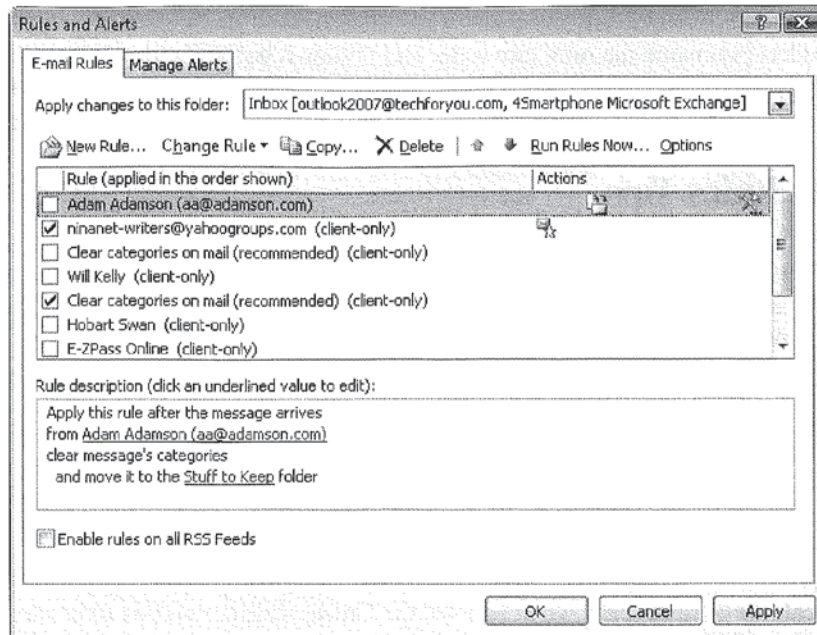 Rules and Alerts
E-mail Rules Manage Alerts
Apply changes to this folder: Inbox [outlook2007@techforyou.com, 4Smartphone Microsoft Exchange]
New Rule... Change Rule Copy... Delete Run Rules Now... Options
Rule (applied in the order shown) Actions
Adam Adamson (aa@adamson.com)
ninanet-writers@yahoogroups.com (client-only)
Clear categories on mail (recommended) (client-only)
Will Kelly (client-only)
Clear categories on mail (recommended) (client-only)
Hobart Swan (client-only)
E-ZPass Online (client-only)
Rule description (click an underlined value to edit):
Apply this rule after the message arrives
from Adam Adamson (aa@adamson.com)
clear message's categories
and move it to the Stuff to Keep folder
Enable rules on all RSS Feeds
OK Cancel Apply